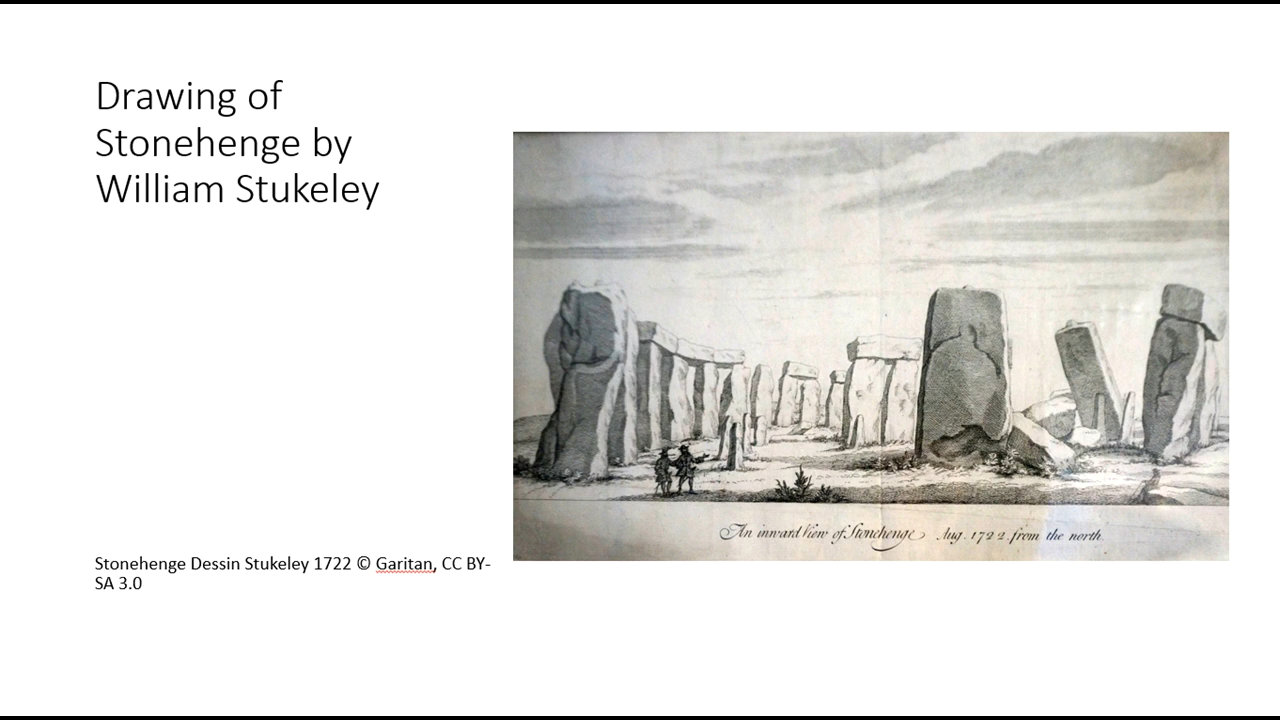 Drawing of
Stonehenge by
William Stukeley
Stonehenge Dessin Stukeley 1722 © Garitan, CC BY-
SA 3.0
An inward View of Stonehenge Aug. 1722. from the north.